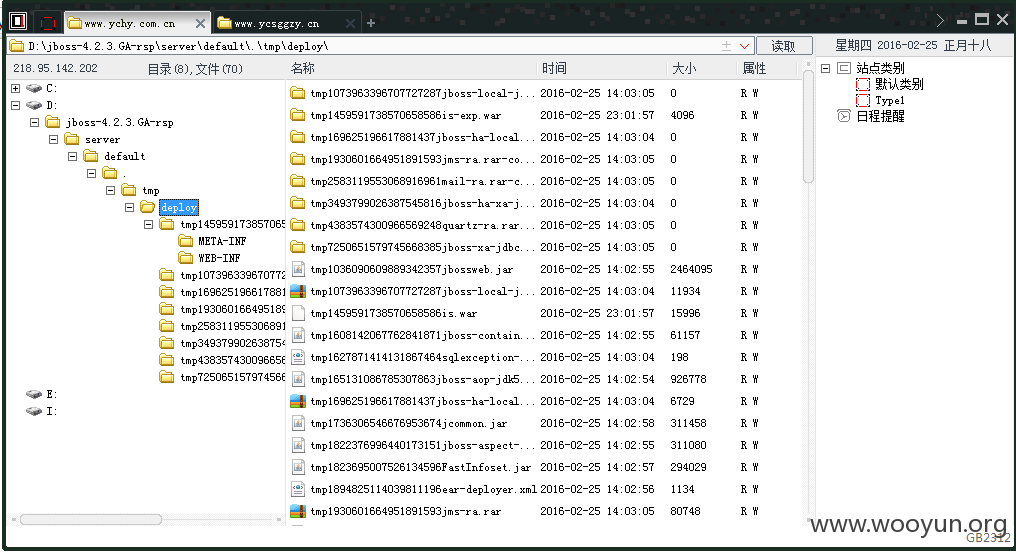 www.ychy.com.cn
www.ycsggzy.cn
D:\jboss-4.2.3.GA-rsp\server\default\.\tmp\deploy\
读取
星期四 2016-02-25 正月十八
218.95.142.202 目录(8),文件(70)
名称 时间 大小 属性
C:
D:
jboss-4.2.3.GA-rsp
server
default
.
tmp
deploy
tmp145959173857065
META-INF
WEB-INF
tmp107396339670772
tmp16962519661788 1
tmp19306016649518 9
tmp25831195530689 1
tmp34937990263875 4
tmp43835743009665 6
tmp72506515797456 6
E:
I:
tmp1073963396707727287jboss-local-j... 2016-02-25 14:03:05 0 R W
tmp1459591738570658586is-exp.war 2016-02-25 23:01:57 4096 R W
tmp169625196617881437jboss-ha-local... 2016-02-25 14:03:04 0 R W
tmp1930601664951891593jms-ra.rar-co... 2016-02-25 14:03:05 0 R W
tmp2583119553068916961mail-ra.rar-c... 2016-02-25 14:03:05 0 R W
tmp3493799026387545816jboss-ha-xa-j... 2016-02-25 14:03:04 0 R W
tmp4383574300966569248quartz-ra.rar... 2016-02-25 14:03:05 0 R W
tmp7250651579745668385jboss-xa-jdbc... 2016-02-25 14:03:05 0 R W
tmp1036090609889342357jbossweb.jar 2016-02-25 14:02:55 2464095 R W
tmp1073963396707727287jboss-local-j... 2016-02-25 14:03:04 11934 R W
tmp1459591738570658586is.war 2016-02-25 23:01:57 15996 R W
tmp1608142067762841871jboss-contain... 2016-02-25 14:02:55 61157 R W
tmp1627871414131867464sqlexception-... 2016-02-25 14:03:04 198 R W
tmp165131086785307863jboss-aop-jdk5... 2016-02-25 14:02:54 926778 R W
tmp169625196617881437jboss-ha-local... 2016-02-25 14:03:04 6729 R W
tmp1736306546676953674jcommon.jar 2016-02-25 14:02:58 311458 R W
tmp1822376996440173151jboss-aspect-... 2016-02-25 14:02:55 311080 R W
tmp1823695007526134596FastInfoset.jar 2016-02-25 14:02:57 294029 R W
tmp1894825114039811196ear-deployer.xml 2016-02-25 14:02:56 1134 R W
tmp1930601664951891593jms-ra.rar 2016-02-25 14:03:04 80748 R W
站点类别
默认类别
Type1
日程提醒
www.wooyun.org
GB2312